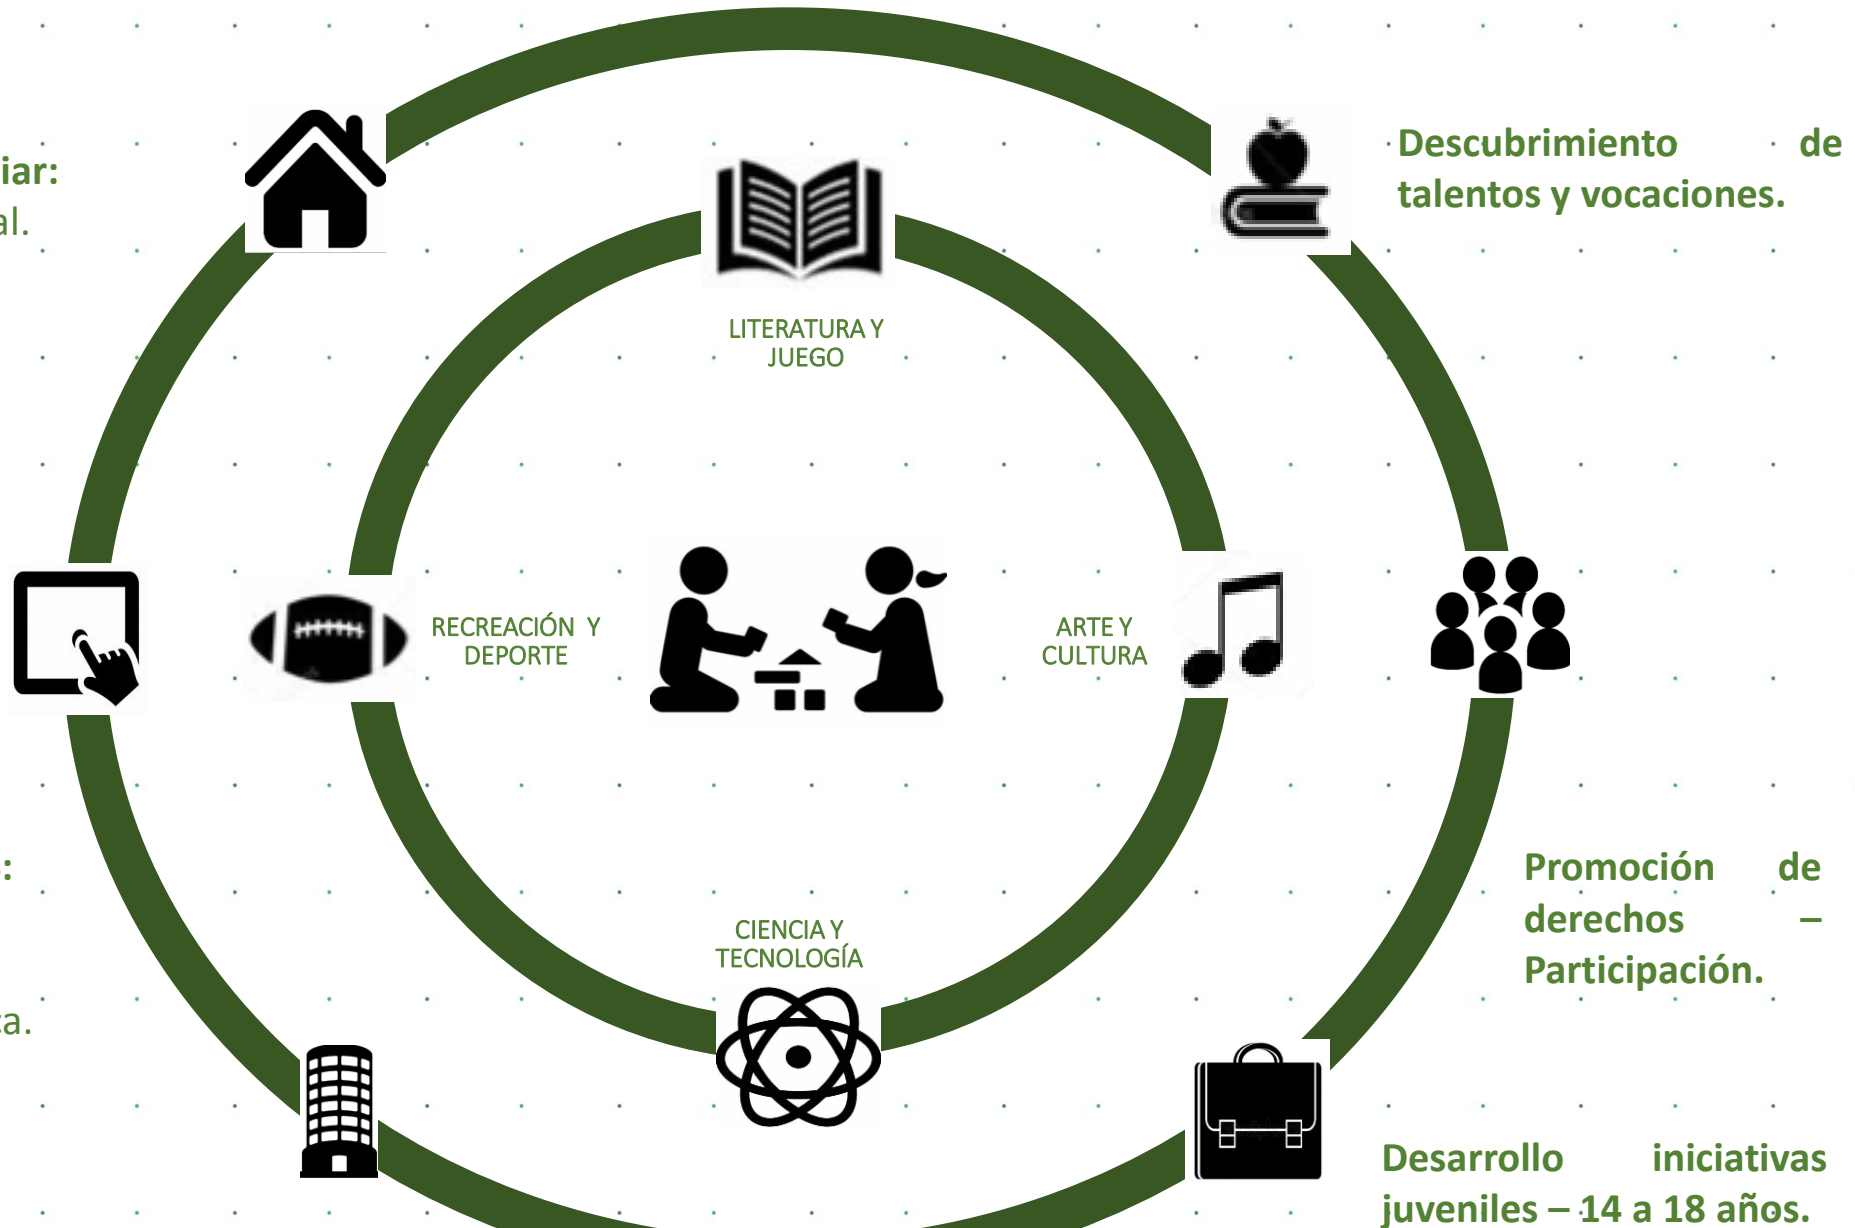 iar:
al.
Descubrimiento de
talentos y vocaciones.
LITERATURA Y
JUEGO
RECREACIÓN Y
DEPORTE
ARTE Y
CULTURA
:
CIENCIA Y
TECNOLOGÍA
ca.
Promoción de
derechos –
Participación.
Desarrollo iniciativas
juveniles – 14 a 18 años.